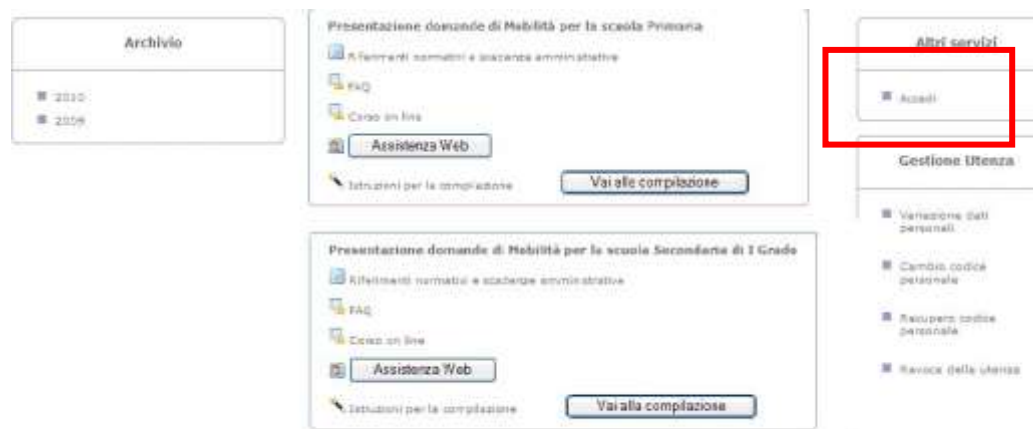 Archivio
2010
2009
Presentazione domande di Mobilità per la scuola Primaria
Riferimenti normativi e scadenze amministrative
FAQ
Corso on line
Assistenza Web
Istruzioni per la compilazione
Vai alle compilazione
Presentazione domande di Mobilità per la scuola Secondaria di I Grado
Riferimenti normativi e scadenze amministrative
FAQ
Corso on line
Assistenza Web
Istruzioni per la compilazione
Vai alla compilazione
Altri servizi
Accedi
Gestione Utenza
Variazione dati
personali
Cambio codice
personale
Recupero codice
personale
Revoca della utenza